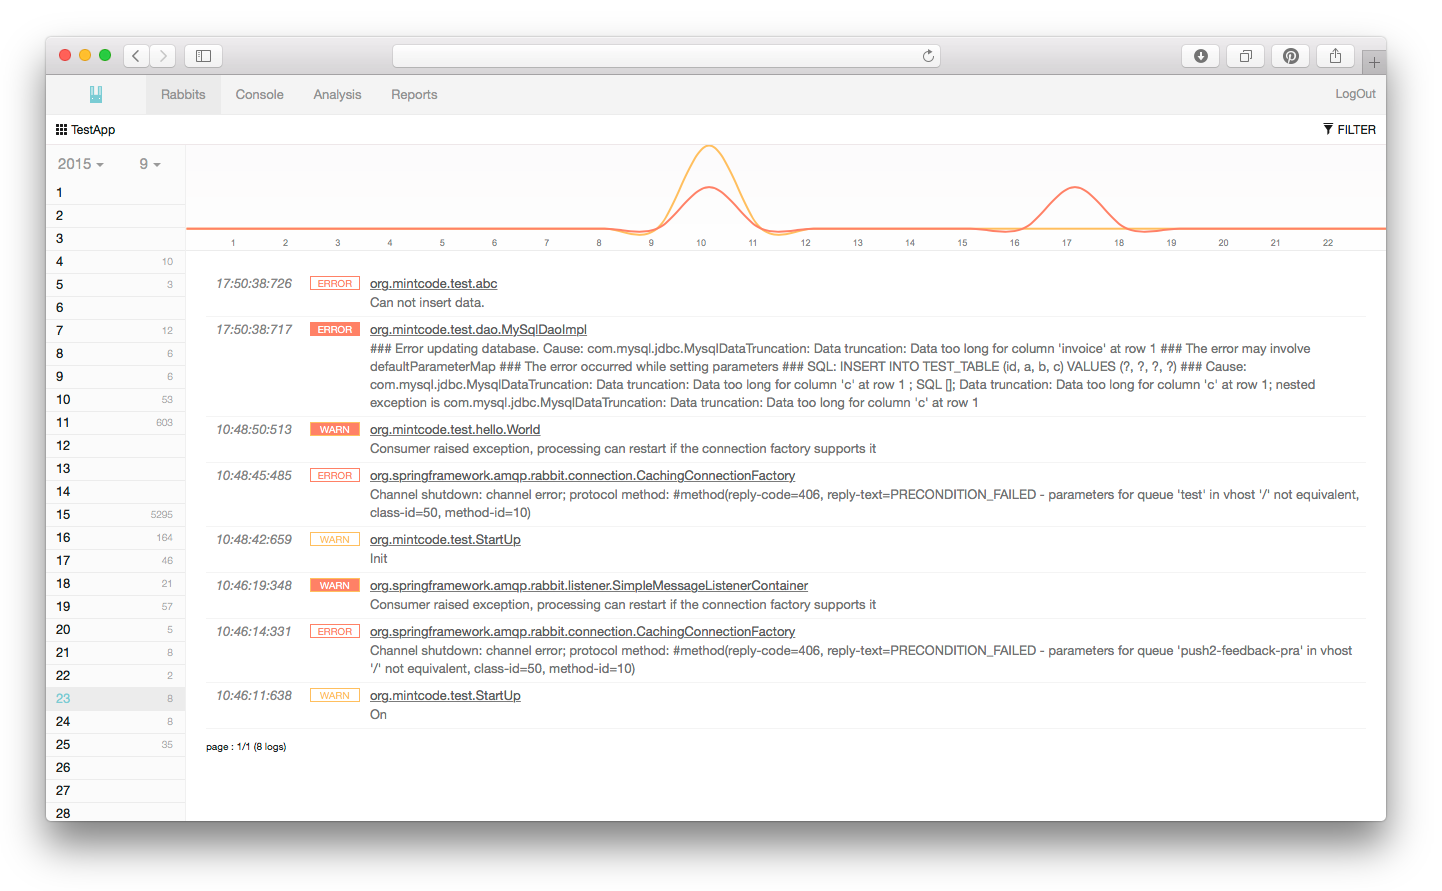 Rabbits Console Analysis Reports LogOut
TestApp FILTER
2015 9
1
2
3
4 10
5 3
6
7 12
8 6
9 6
10 53
11 603
12
13
14
15 5295
16 164
17 46
18 21
19 57
20 5
21 8
22 2
23 8
24 8
25 35
26
27
28
1 2 3 4 5 6 7 8 9 10 11 12 13 14 15 16 17 18 19 20 21 22
17:50:38:726 ERROR org.mintcode.test.abc
Can not insert data.
17:50:38:717 ERROR org.mintcode.test.dao.MySqlDaoImpl
### Error updating database. Cause: com.mysql.jdbc.MysqlDataTruncation: Data truncation: Data too long for column 'invoice' at row 1 ### The error may involve
defaultParameterMap ### The error occurred while setting parameters ### SQL: INSERT INTO TEST_TABLE (id, a, b, c) VALUES (?, ?, ?, ?) ### Cause:
com.mysql.jdbc.MysqlDataTruncation: Data truncation: Data too long for column 'c' at row 1 ; SQL []; Data truncation: Data too long for column 'c' at row 1; nested
exception is com.mysql.jdbc.MysqlDataTruncation: Data truncation: Data too long for column 'c' at row 1
10:48:50:513 WARN org.mintcode.test.hello.World
Consumer raised exception, processing can restart if the connection factory supports it
10:48:45:485 ERROR org.springframework.amqp.rabbit.connection.CachingConnectionFactory
Channel shutdown: channel error; protocol method: #method(reply-code=406, reply-text=PRECONDITION_FAILED - parameters for queue 'test' in vhost '/' not equivalent,
class-id=50, method-id=10)
10:48:42:659 WARN org.mintcode.test.StartUp
Init
10:46:19:348 WARN org.springframework.amqp.rabbit.listener.SimpleMessageListenerContainer
Consumer raised exception, processing can restart if the connection factory supports it
10:46:14:331 ERROR org.springframework.amqp.rabbit.connection.CachingConnectionFactory
Channel shutdown: channel error; protocol method: #method(reply-code=406, reply-text=PRECONDITION_FAILED - parameters for queue 'push2-feedback-pra' in vhost
'/' not equivalent, class-id=50, method-id=10)
10:46:11:638 WARN org.mintcode.test.StartUp
On
page : 1/1 (8 logs)